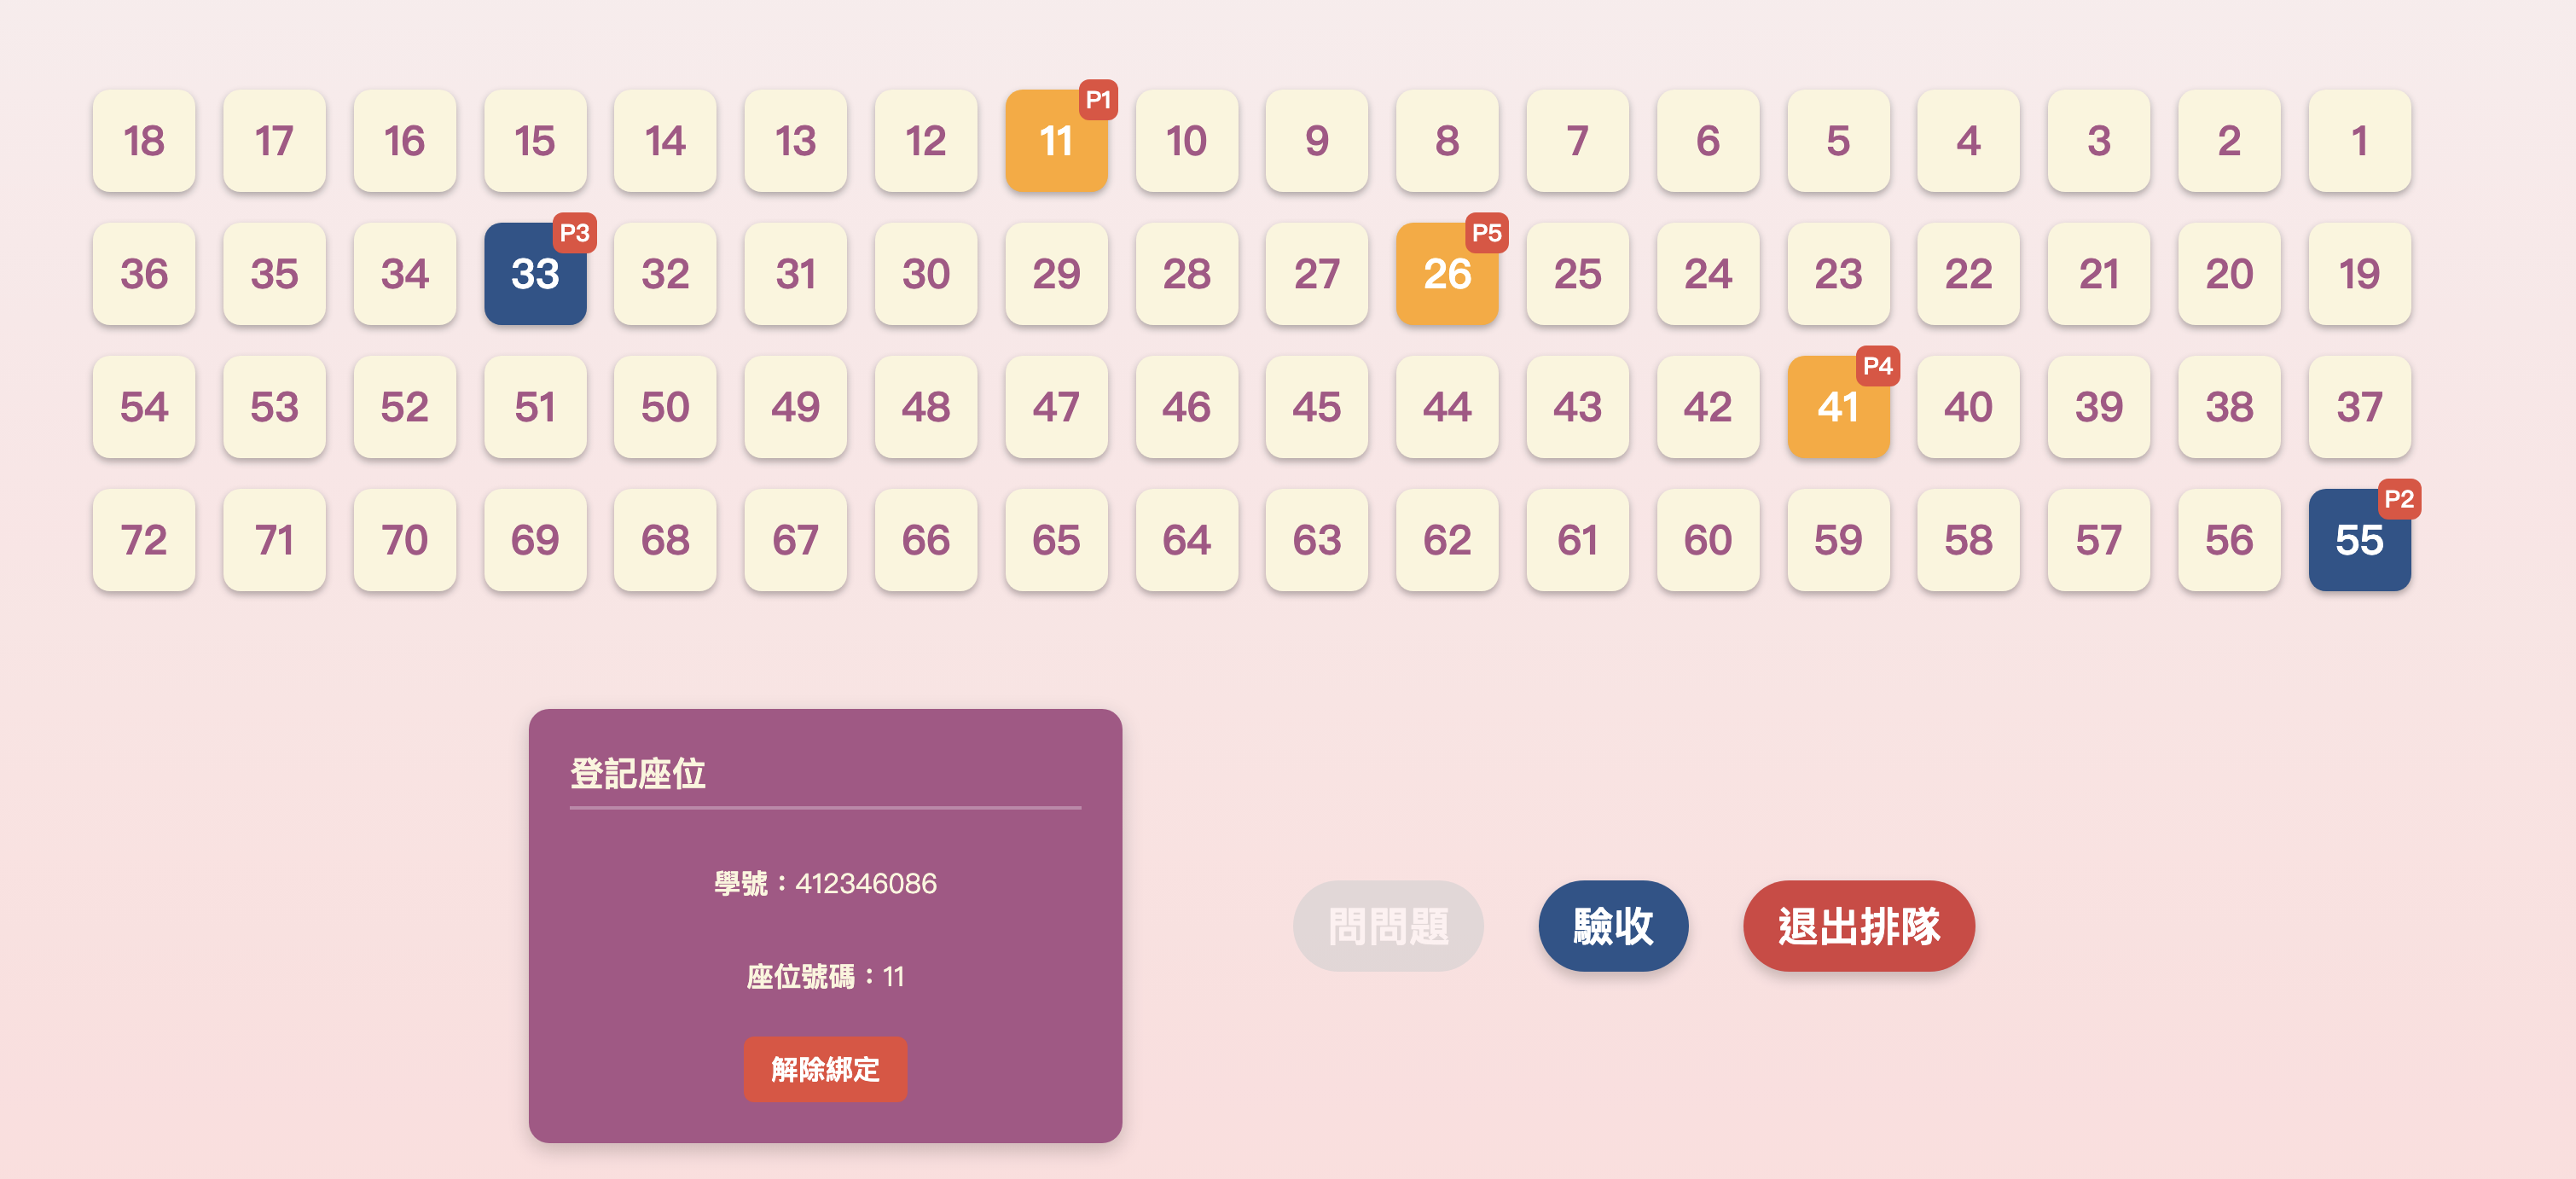 18 17 16 15 14 13 12 11 P1 10 9 8 7 6 5 4 3 2 1
36 35 34 33 P3 32 31 30 29 28 27 26 P5 25 24 23 22 21 20 19
54 53 52 51 50 49 48 47 46 45 44 43 42 41 P4 40 39 38 37
72 71 70 69 68 67 66 65 64 63 62 61 60 59 58 57 56 55 P2
登記座位
學號：412346086
座位號碼：11
解除綁定
問問題 驗收 退出排隊